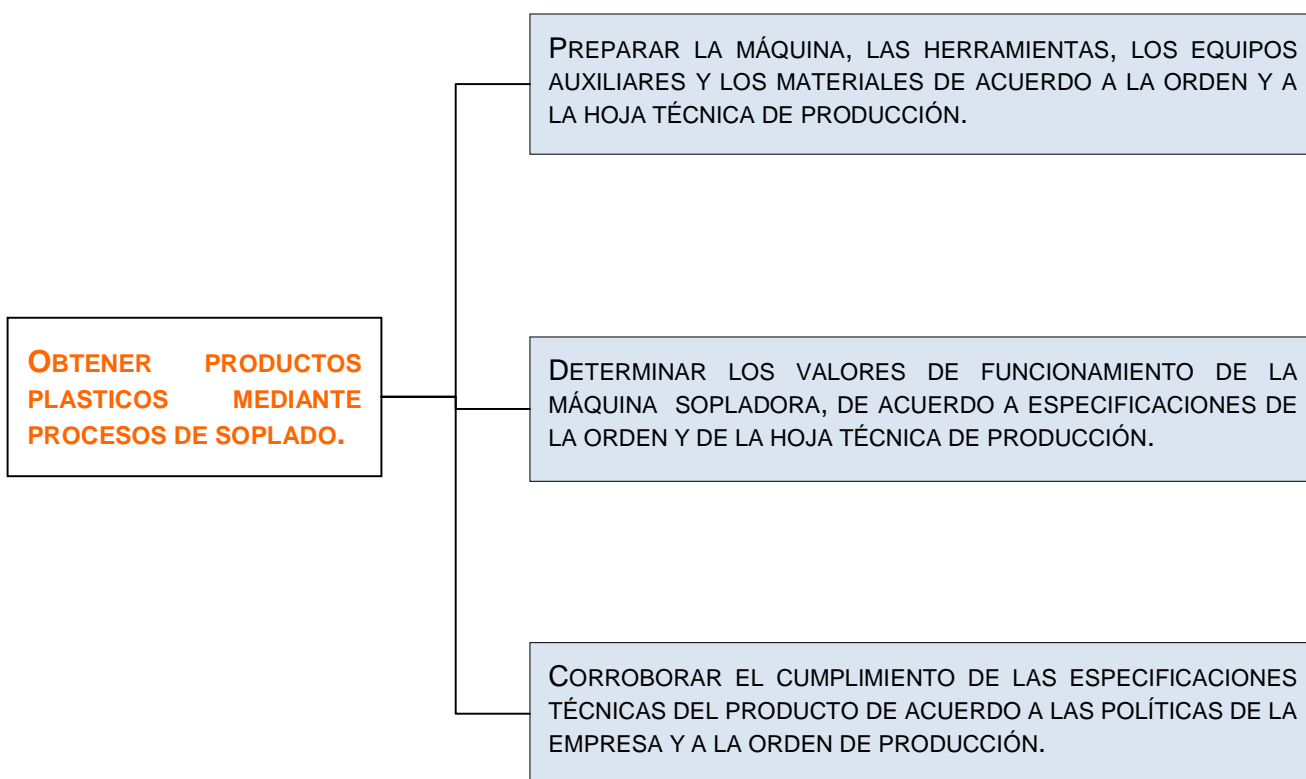 PREPARAR LA MÁQUINA, LAS HERRAMIENTAS, LOS EQUIPOS
AUXILIARES Y LOS MATERIALES DE ACUERDO A LA ORDEN Y A
LA HOJA TÉCNICA DE PRODUCCIÓN.
OBTENER PRODUCTOS
PLASTICOS MEDIANTE
PROCESOS DE SOPLADO.
DETERMINAR LOS VALORES DE FUNCIONAMIENTO DE LA
MÁQUINA SOPLADORA, DE ACUERDO A ESPECIFICACIONES DE
LA ORDEN Y DE LA HOJA TÉCNICA DE PRODUCCIÓN.
CORROBORAR EL CUMPLIMIENTO DE LAS ESPECIFICACIONES
TÉCNICAS DEL PRODUCTO DE ACUERDO A LAS POLÍTICAS DE LA
EMPRESA Y A LA ORDEN DE PRODUCCIÓN.